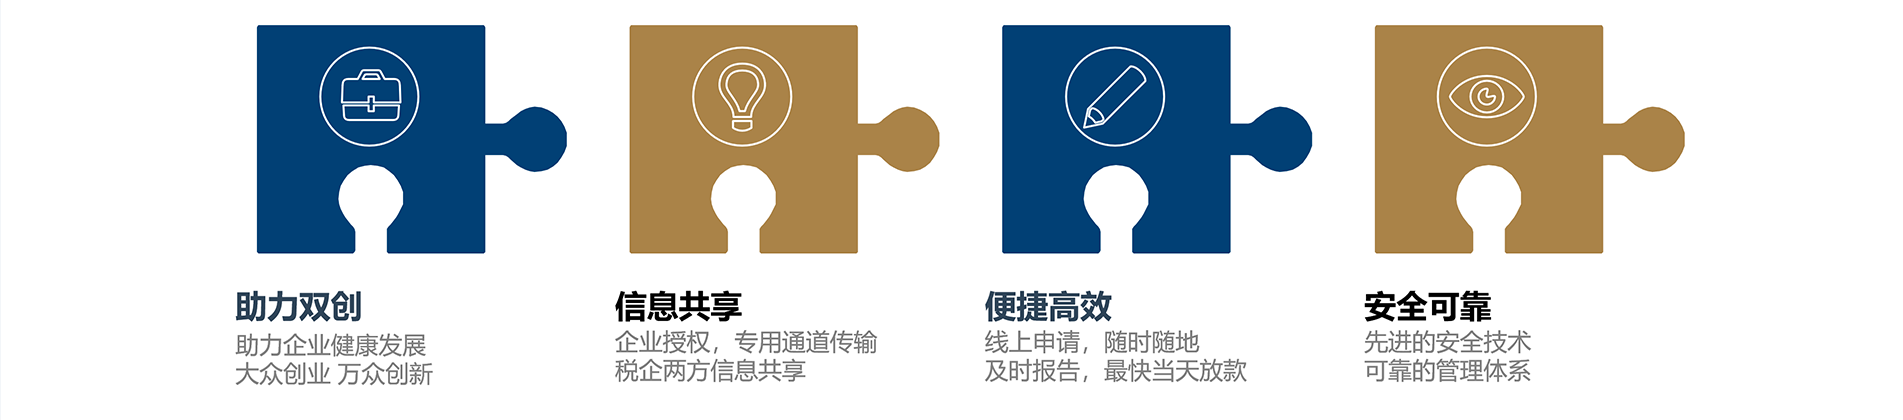 助力双创
助力企业健康发展
大众创业 万众创新
信息共享
企业授权，专用通道传输
税企两方信息共享
便捷高效
线上申请，随时随地
及时报告，最快当天放款
安全可靠
先进的安全技术
可靠的管理体系